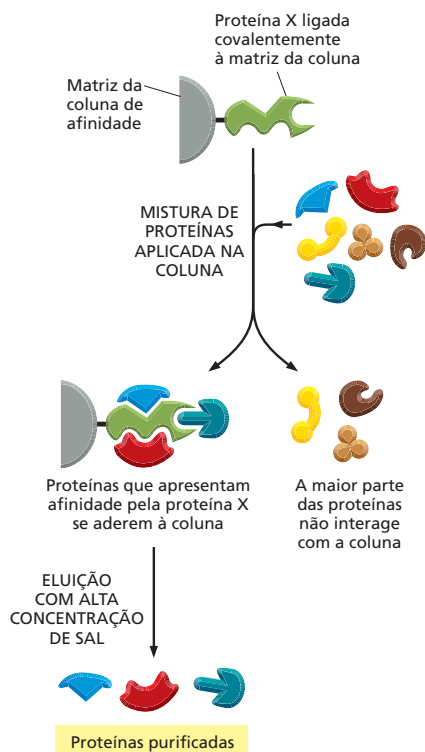 Proteína X ligada
covalentemente
à matriz da coluna
Matriz da
coluna de
afinidade
MISTURA DE
PROTEÍNAS
APLICADA NA
COLUNA
Proteínas que apresentam
afinidade pela proteína X
se aderem à coluna
A maior parte
das proteínas
não interage
com a coluna
ELUIÇÃO
COM ALTA
CONCENTRAÇÃO
DE SAL
Proteínas purificadas